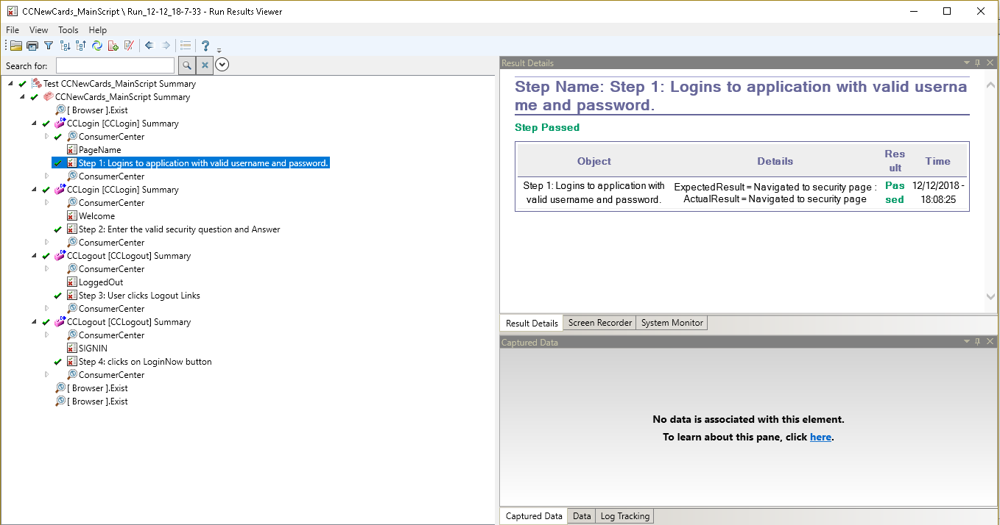 CCNewCards_MainScript \ Run_12-12_18-7-33 - Run Results Viewer
File View Tools Help
Search for:
Test CCNewCards_MainScript Summary
CCNewCards_MainScript Summary
[ Browser ].Exist
CCLogin [CCLogin] Summary
ConsumerCenter
PageName
Step 1: Logins to application with valid username and password.
ConsumerCenter
CCLogin [CCLogin] Summary
ConsumerCenter
Welcome
Step 2: Enter the valid security question and Answer
ConsumerCenter
CCLogout [CCLogout] Summary
ConsumerCenter
LoggedOut
Step 3: User clicks Logout Links
ConsumerCenter
CCLogout [CCLogout] Summary
ConsumerCenter
SIGNIN
Step 4: clicks on LoginNow button
ConsumerCenter
[ Browser ].Exist
[ Browser ].Exist
Result Details
Step Name: Step 1: Logins to application with valid userna
me and password.
Step Passed
Object Details Res Time
ult
Step 1: Logins to application with ExpectedResult = Navigated to security page : Pas 12/12/2018 -
valid username and password. ActualResult = Navigated to security page sed 18:08:25
Result Details Screen Recorder System Monitor
Captured Data
No data is associated with this element.
To learn about this pane, click here.
Captured Data Data Log Tracking